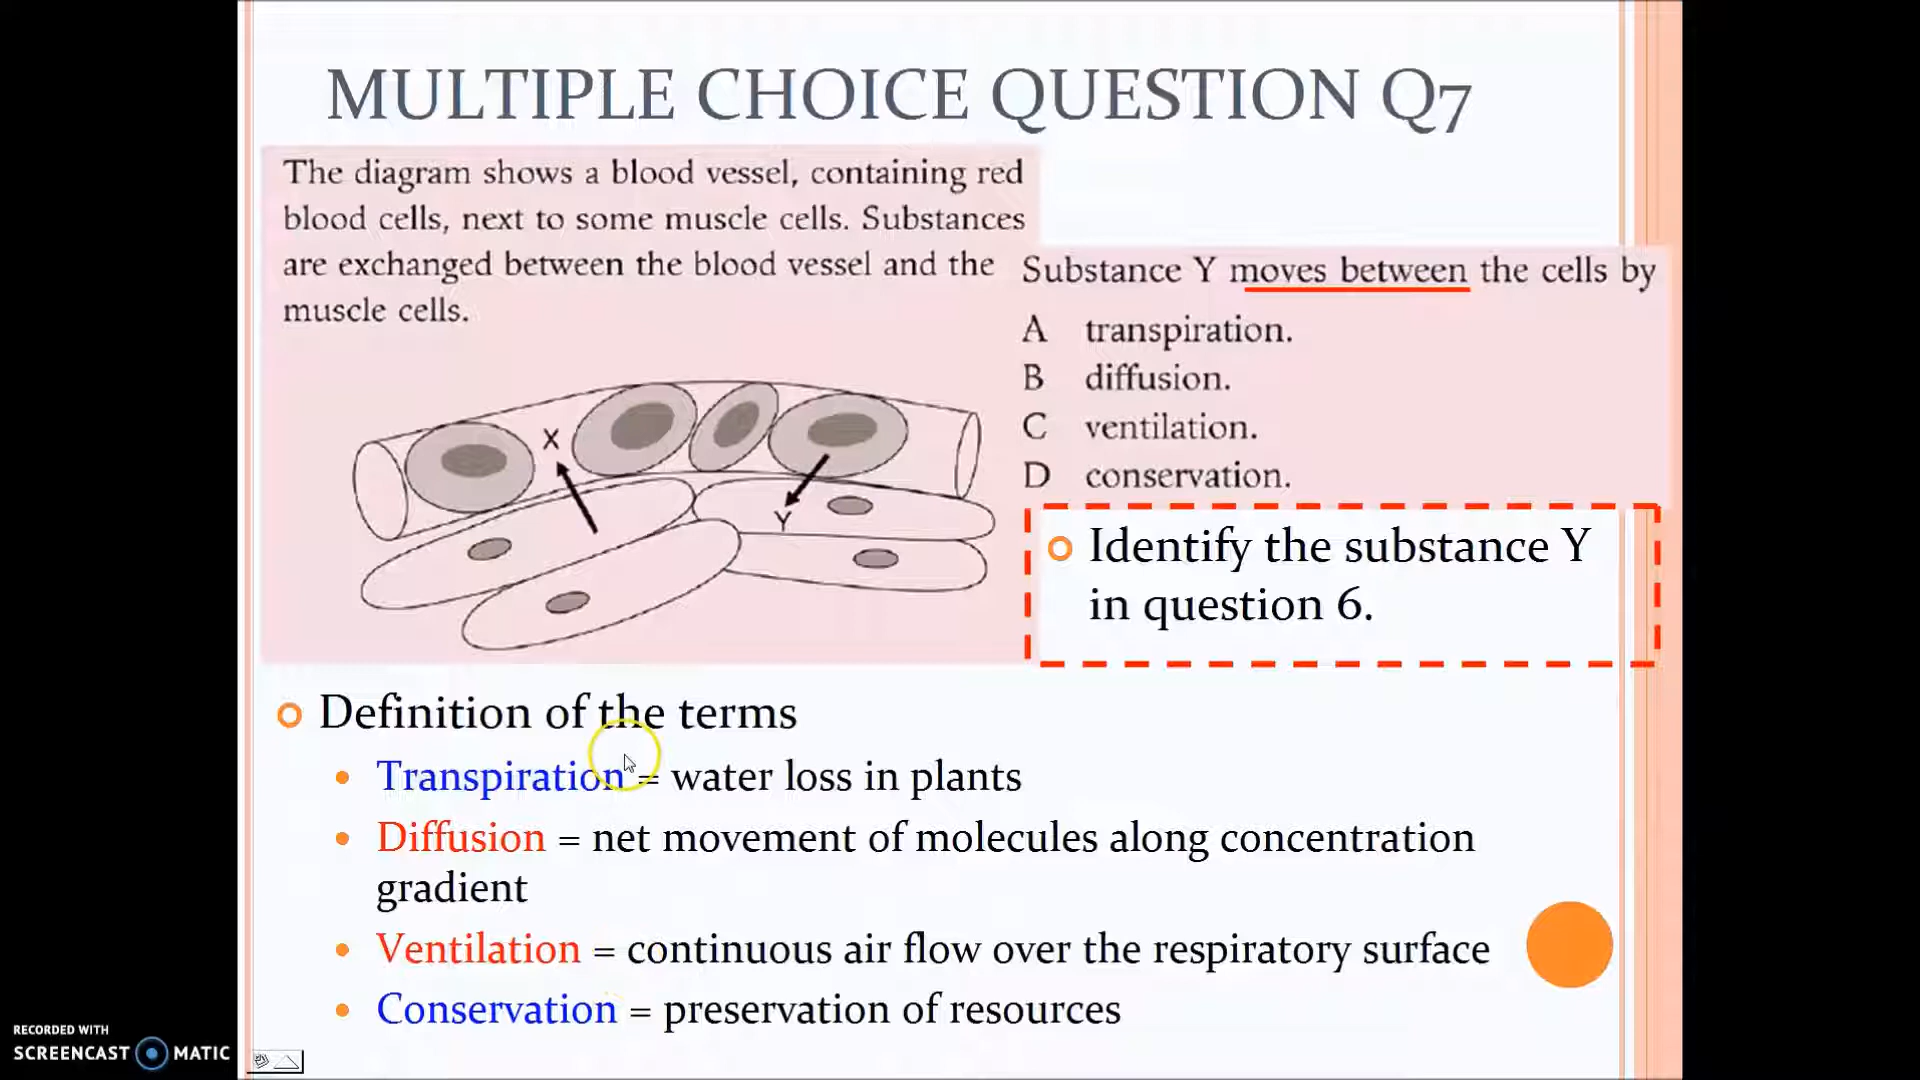 MULTIPLE CHOICE QUESTION Q7
The diagram shows a blood vessel, containing red
blood cells, next to some muscle cells. Substances
are exchanged between the blood vessel and the
muscle cells.
X
Y
Substance Y moves between the cells by
A transpiration.
B diffusion.
C ventilation.
D conservation.
Identify the substance Y
in question 6.
Definition of the terms
Transpiration = water loss in plants
Diffusion = net movement of molecules along concentration
gradient
Ventilation = continuous air flow over the respiratory surface
Conservation = preservation of resources
RECORDED WITH
SCREENCAST MATIC